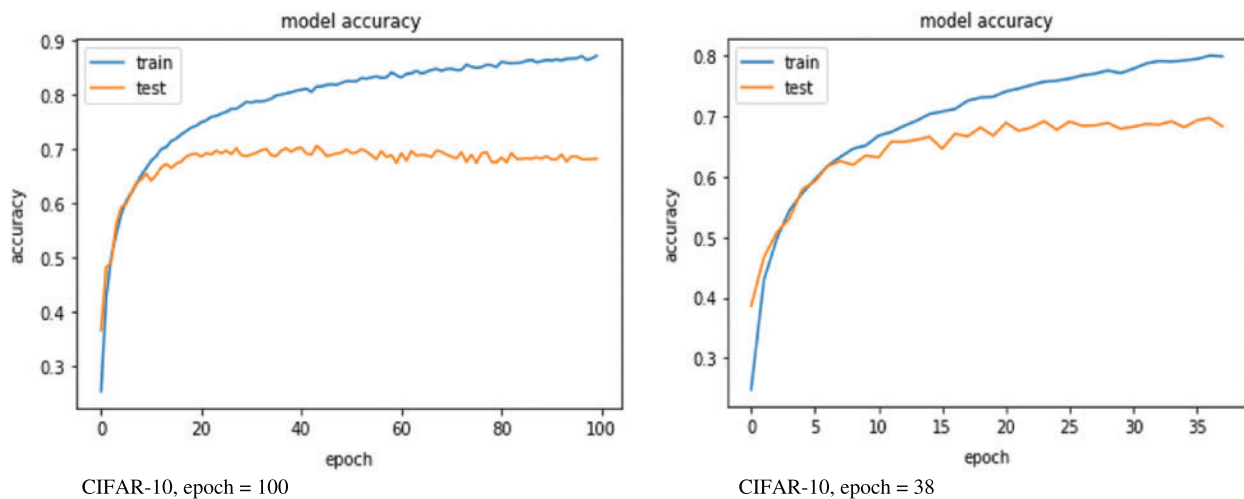 model accuracy
0.9
0.8
0.7
0.6
0.5
0.4
0.3
accuracy
train
test
0 20 40 60 80 100
epoch
CIFAR-10, epoch = 100
model accuracy
0.8
0.7
0.6
0.5
0.4
0.3
accuracy
train
test
0 5 10 15 20 25 30 35
epoch
CIFAR-10, epoch = 38